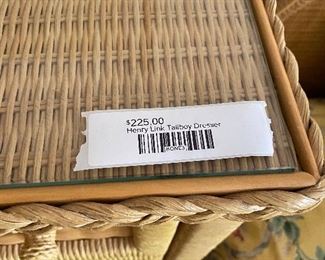 $225.00
Henry Link Tallboy Dresser